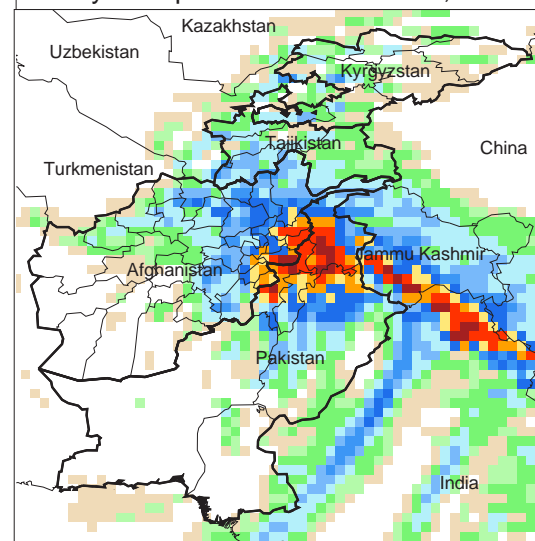 Kazakhstan
Uzbekistan
Kyrgyzstan
Tajikistan
China
Turkmenistan
Jammu Kashmir
Afghanistan
Pakistan
India